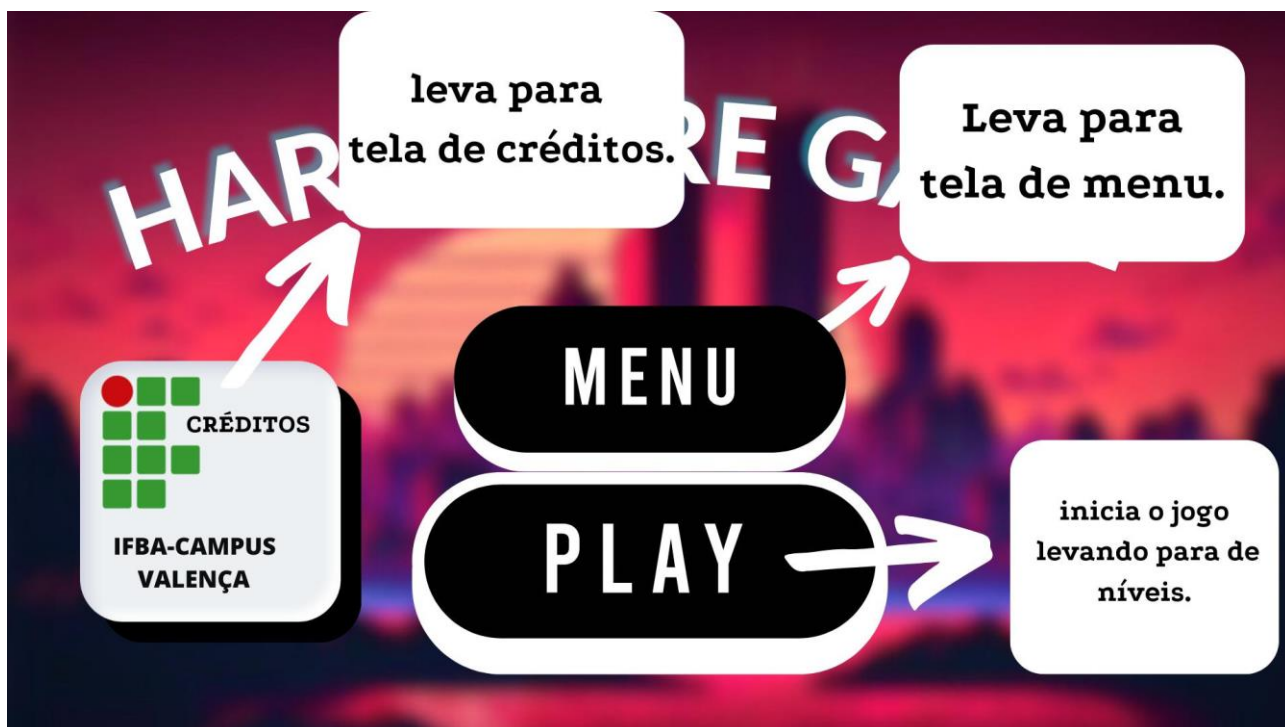 leva para
tela de créditos.
Leva para
tela de menu.
MENU
CRÉDITOS
IFBA-CAMPUS
VALENÇA
PLAY
inicia o jogo
levando para de
níveis.